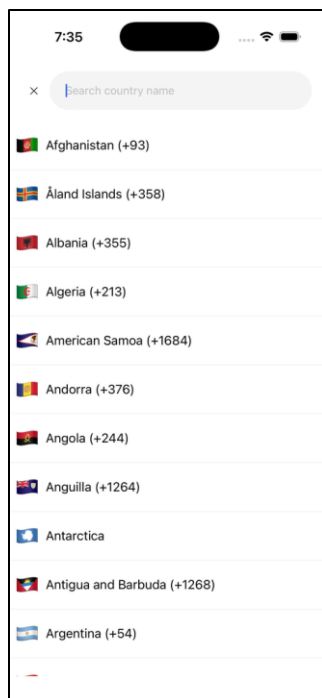 7:35
×
Search country name
Afghanistan (+93)
Åland Islands (+358)
Albania (+355)
Algeria (+213)
American Samoa (+1684)
Andorra (+376)
Angola (+244)
Anguilla (+1264)
Antarctica
Antigua and Barbuda (+1268)
Argentina (+54)